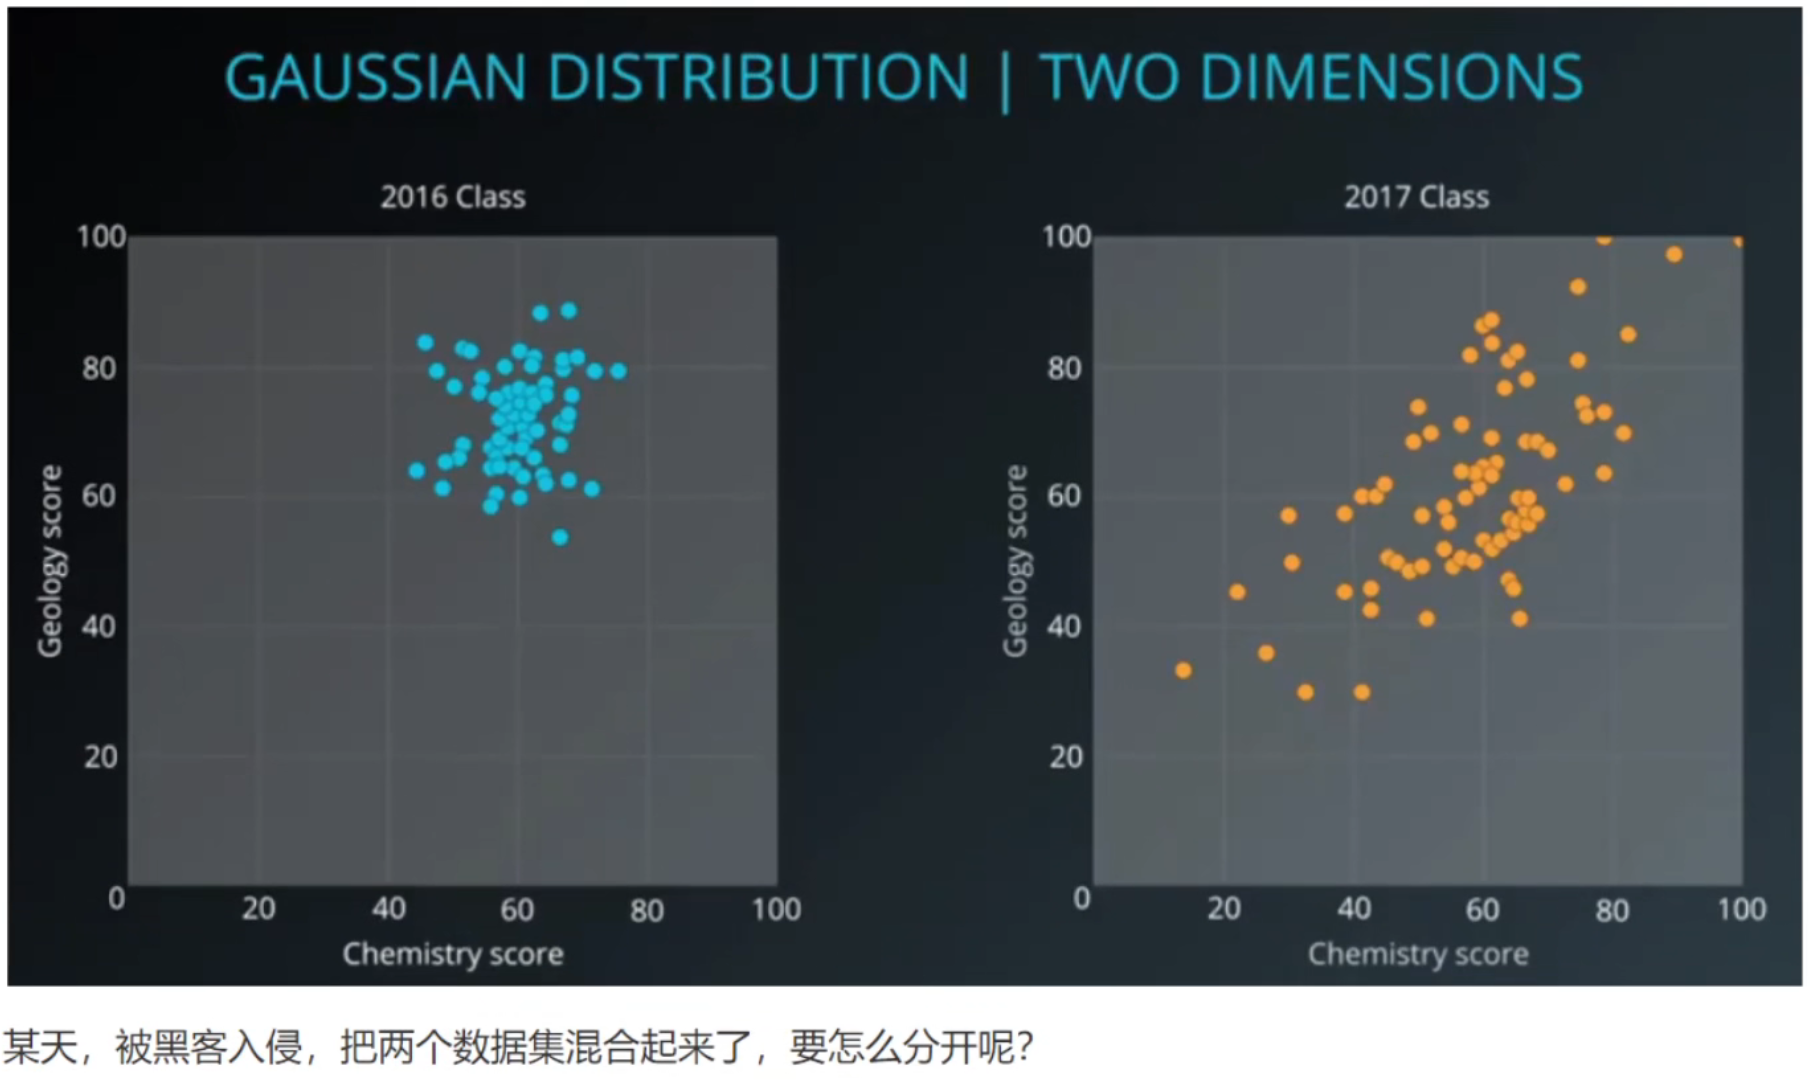 GAUSSIAN DISTRIBUTION | TWO DIMENSIONS
2016 Class
100
80
60
40
20
0
20 40 60 80 100
Geology score
Chemistry score
2017 Class
100
80
60
40
20
0
20 40 60 80 100
Geology score
Chemistry score
某天，被黑客入侵，把两个数据集混合起来了，要怎么分开呢？